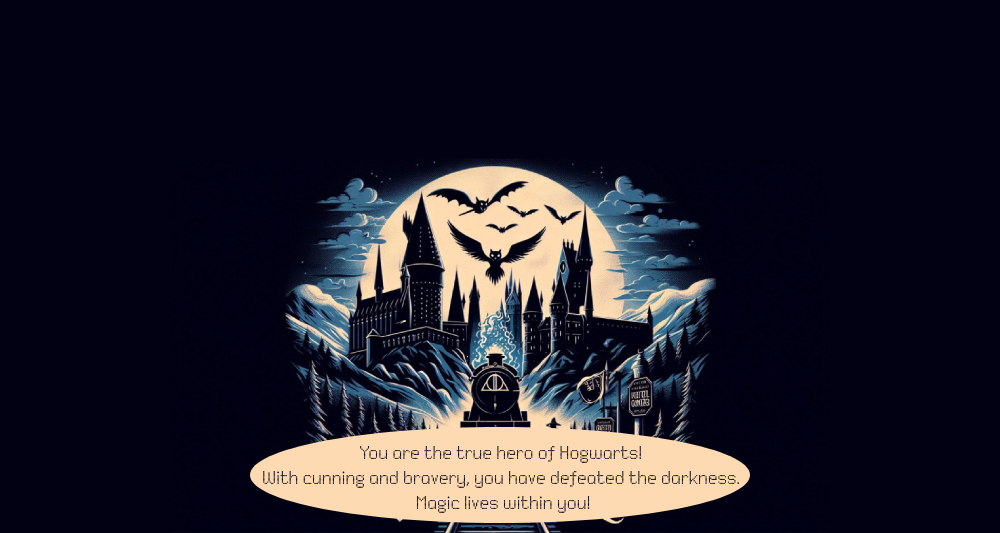 You are the true hero of Hogwarts!
With cunning and bravery, you have defeated the darkness.
Magic lives within you!